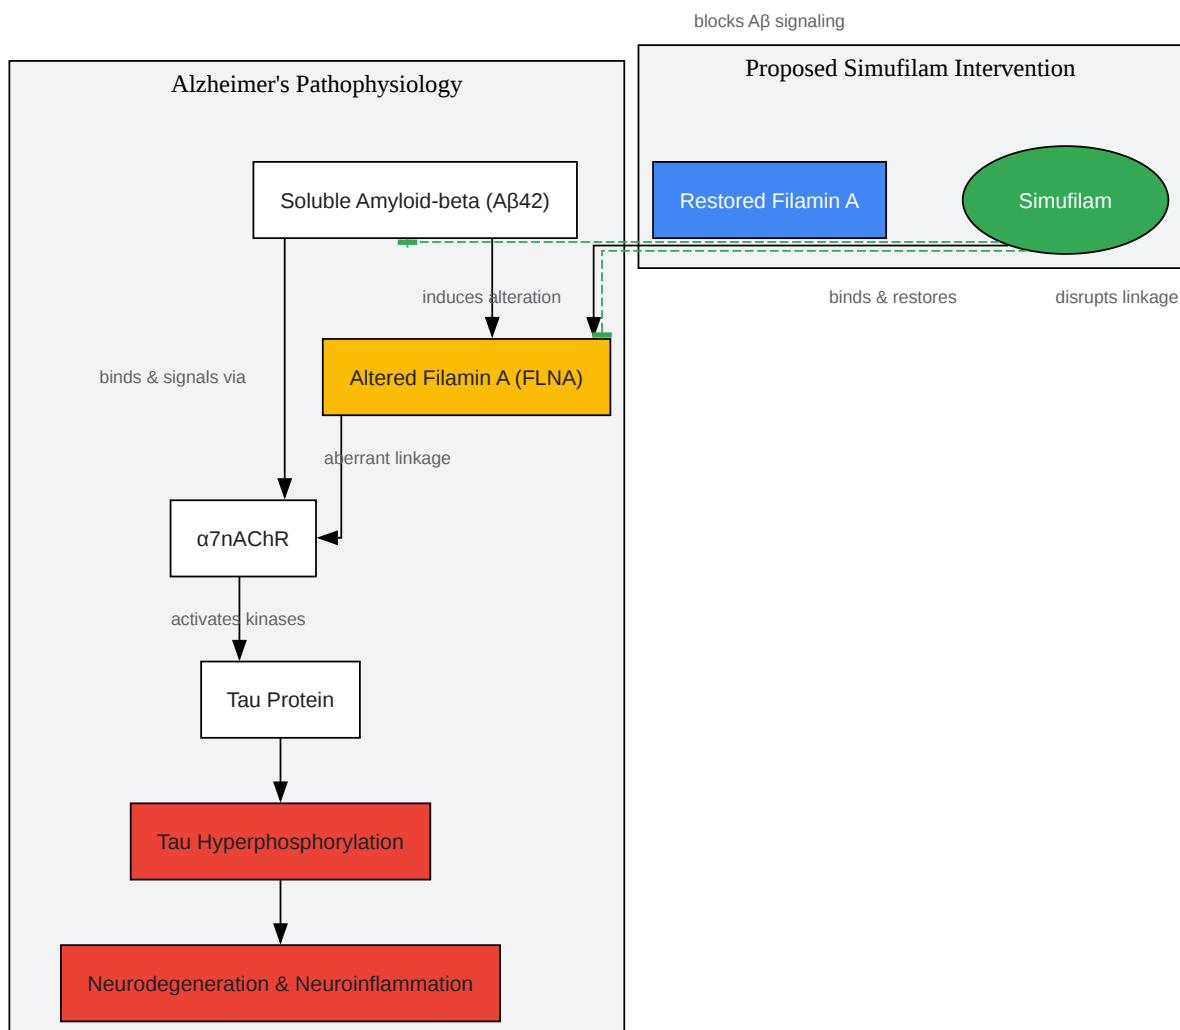 blocks Aβ signaling
Alzheimer's Pathophysiology
Proposed Simufilam Intervention
Soluble Amyloid-beta (Aβ42)
Restored Filamin A
Simufilam
induces alteration
binds & restores
disrupts linkage
binds & signals via
Altered Filamin A (FLNA)
aberrant linkage
α7nAChR
activates kinases
Tau Protein
Tau Hyperphosphorylation
Neurodegeneration & Neuroinflammation